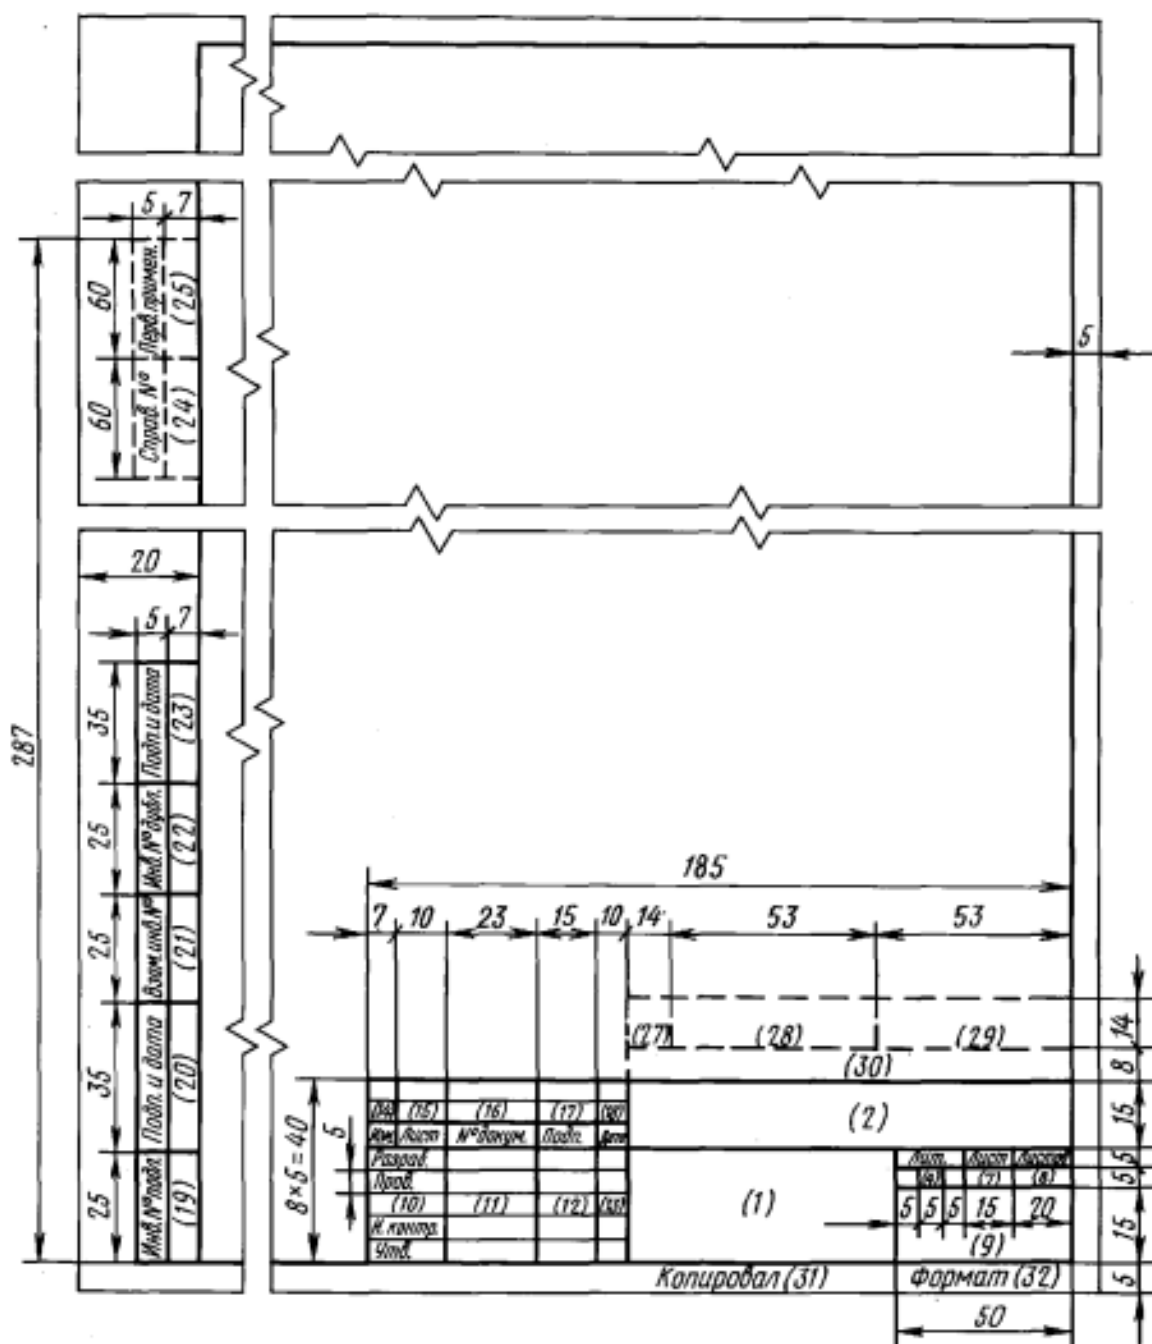 5 7
60 Перв. примен. (25)
5
60 Справ. № (24)
20
5 7
287
35 Подп. и дата (23)
25 Инв. № дубл. (22)
185
7 10 23 15 10 14 53 53
25 Взам. инв. № (21)
(27) (28) (29) 14
(30) 8
35 Подп. и дата (20)
8×5=40
5
(14) (15) (16) (17) (18) (2) 15
Изм. Лист № докум. Подп. Дата
Разраб. Лит. Лист Листов 5
Пров. (4) (7) (8) 5
(10) (11) (12) (13) (1) 5 5 5 15 20 15
25 Инв. № подл. (19)
Н. контр. (9)
Утв.
Копировал (31) Формат (32) 5
50